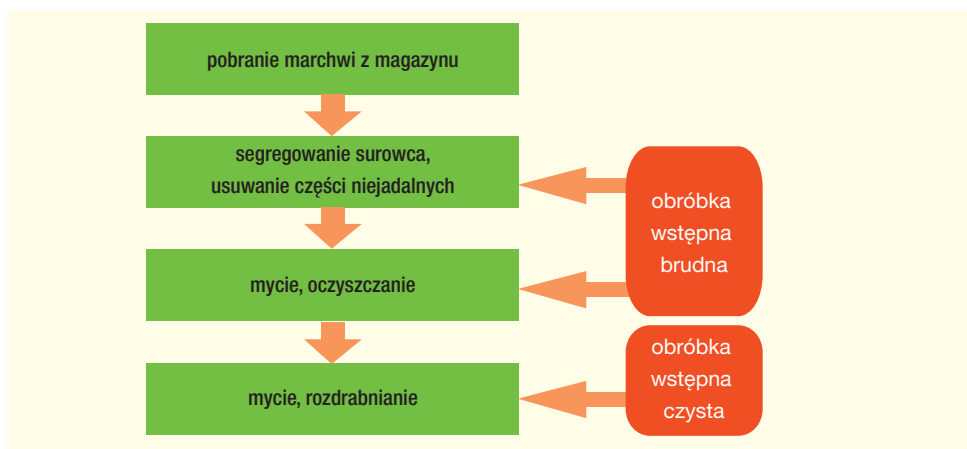 pobranie marchwi z magazynu
segregowanie surowca,
usuwanie części niejadalnych
obróbka
wstępna
brudna
mycie, oczyszczanie
obróbka
wstępna
czysta
mycie, rozdrabnianie